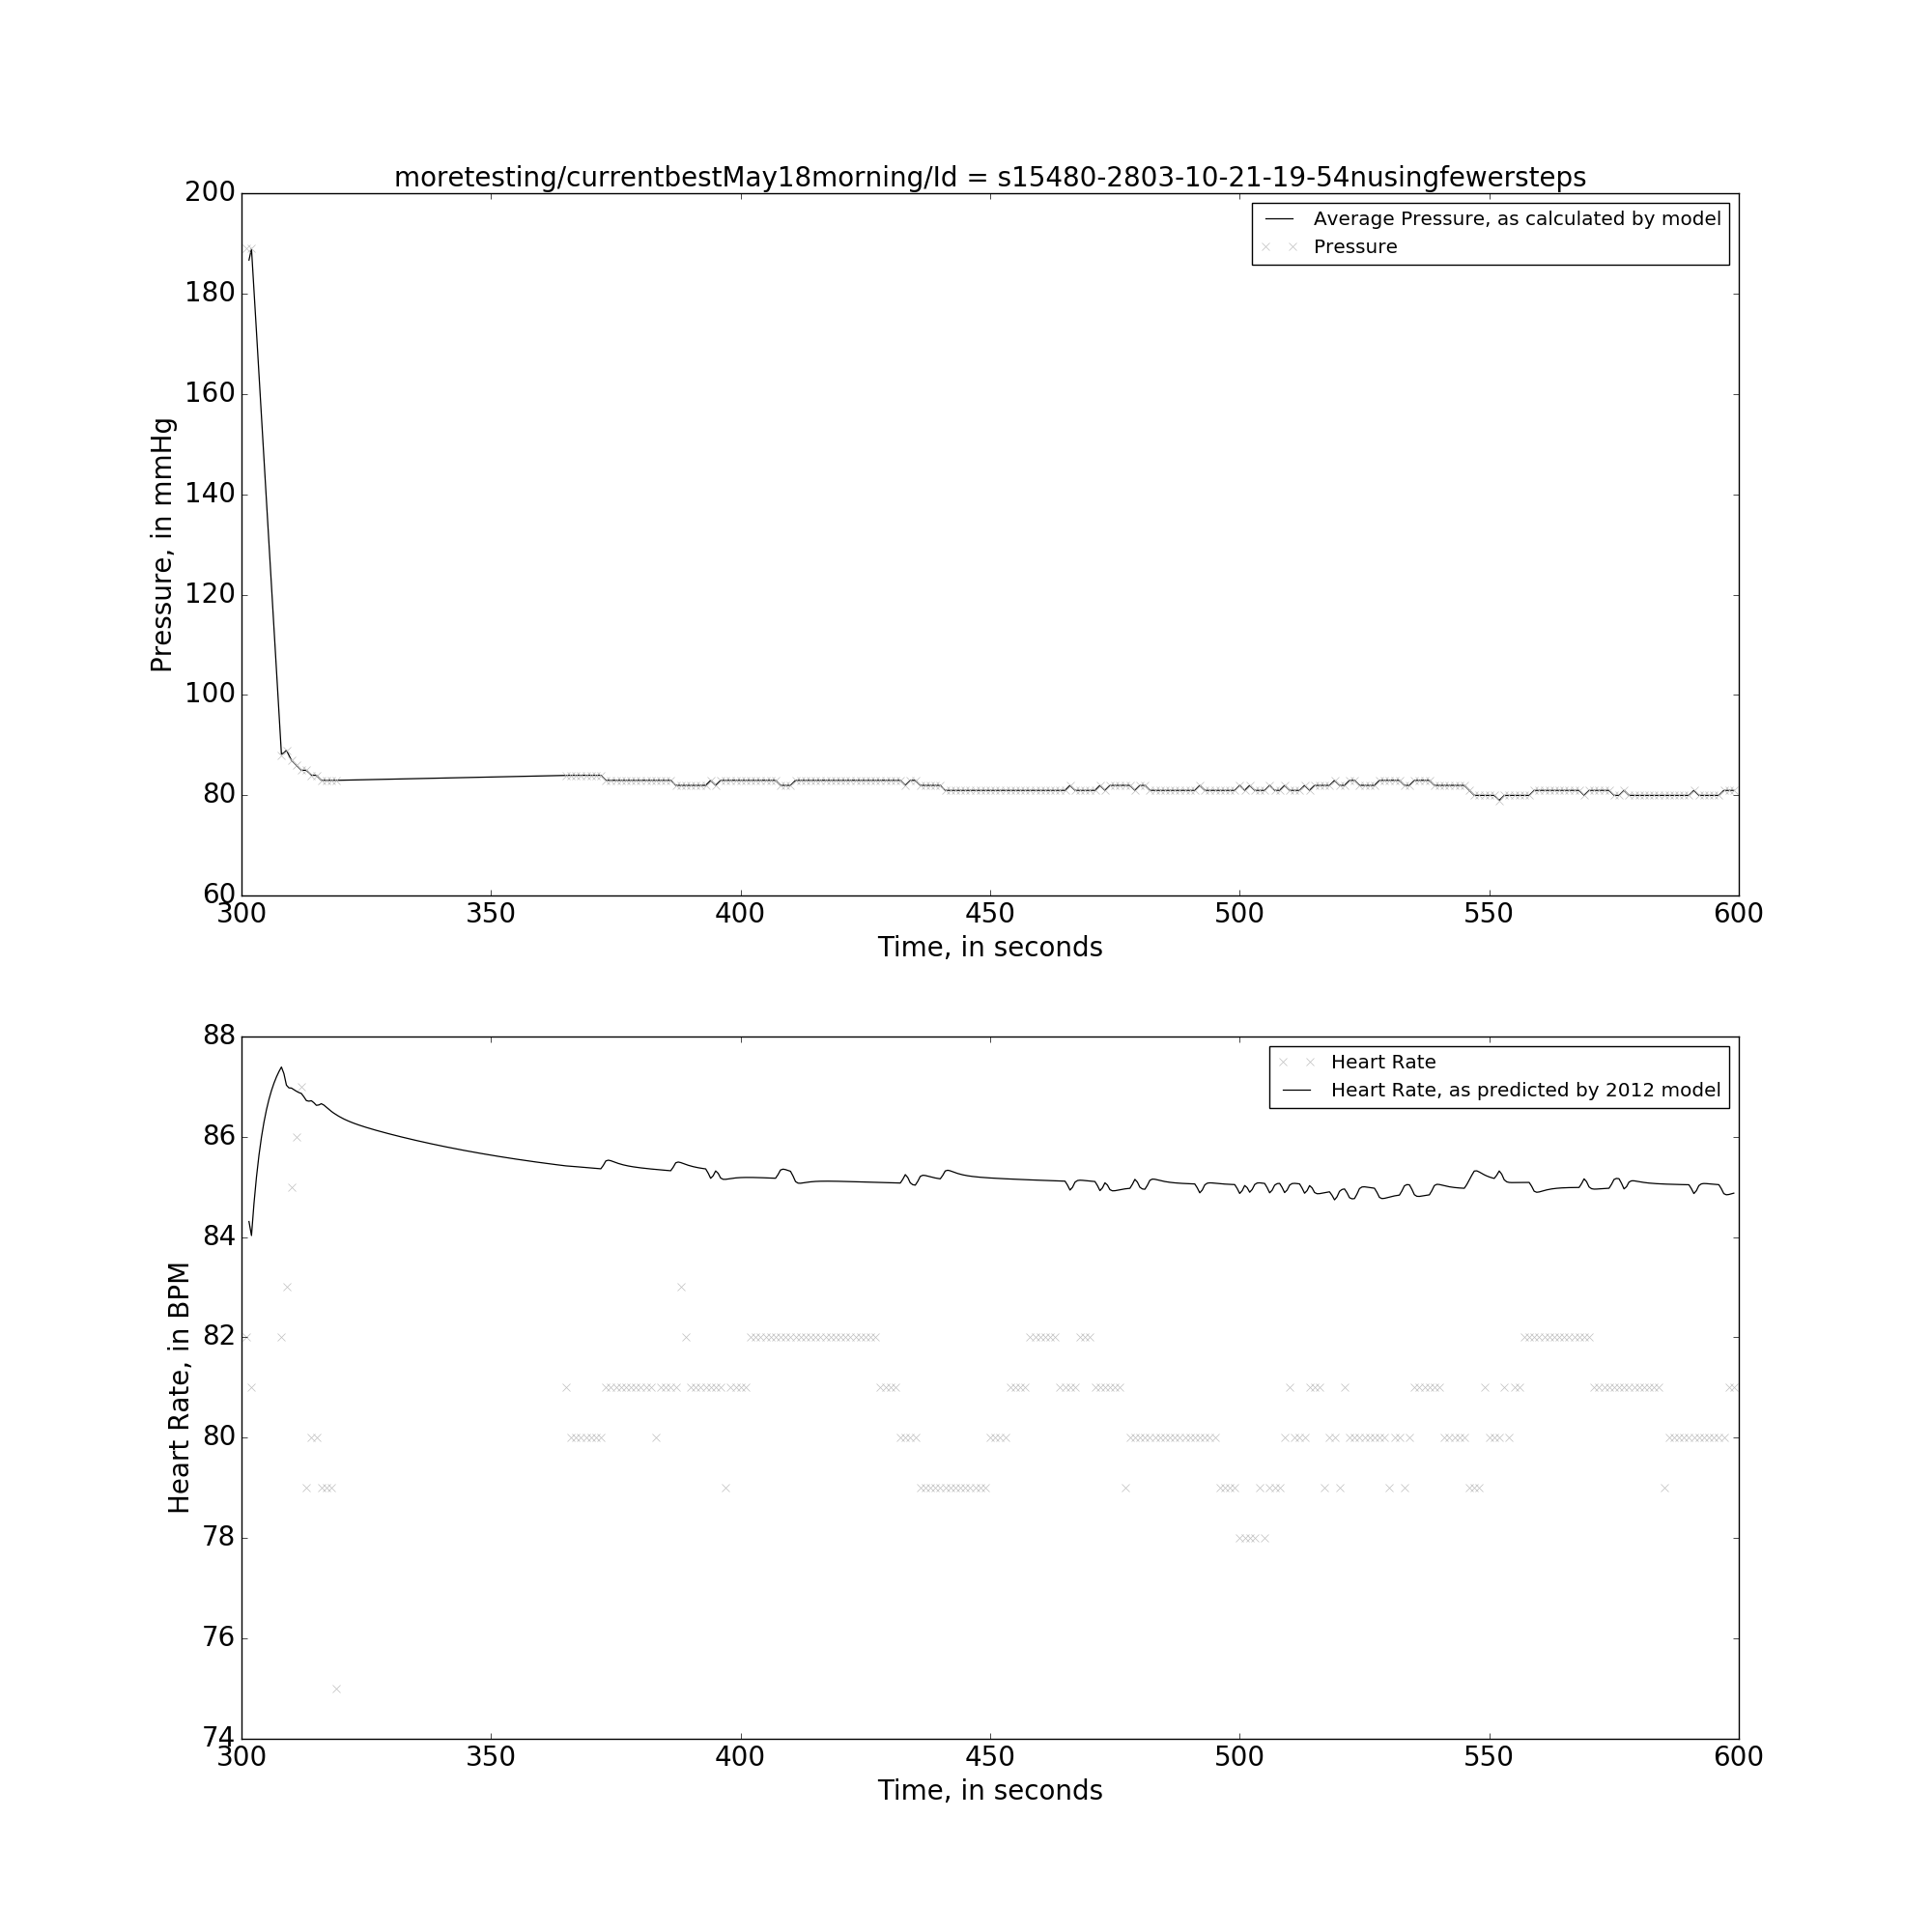 moretesting/currentbestMay18morning/Id = s15480-2803-10-21-19-54nusingfewersteps
200
180
160
140
120
100
80
60
Pressure, in mmHg
Average Pressure, as calculated by model
Pressure
300 350 400 450 500 550 600
Time, in seconds
88
86
84
82
80
78
76
74
Heart Rate, in BPM
Heart Rate
Heart Rate, as predicted by 2012 model
300 350 400 450 500 550 600
Time, in seconds